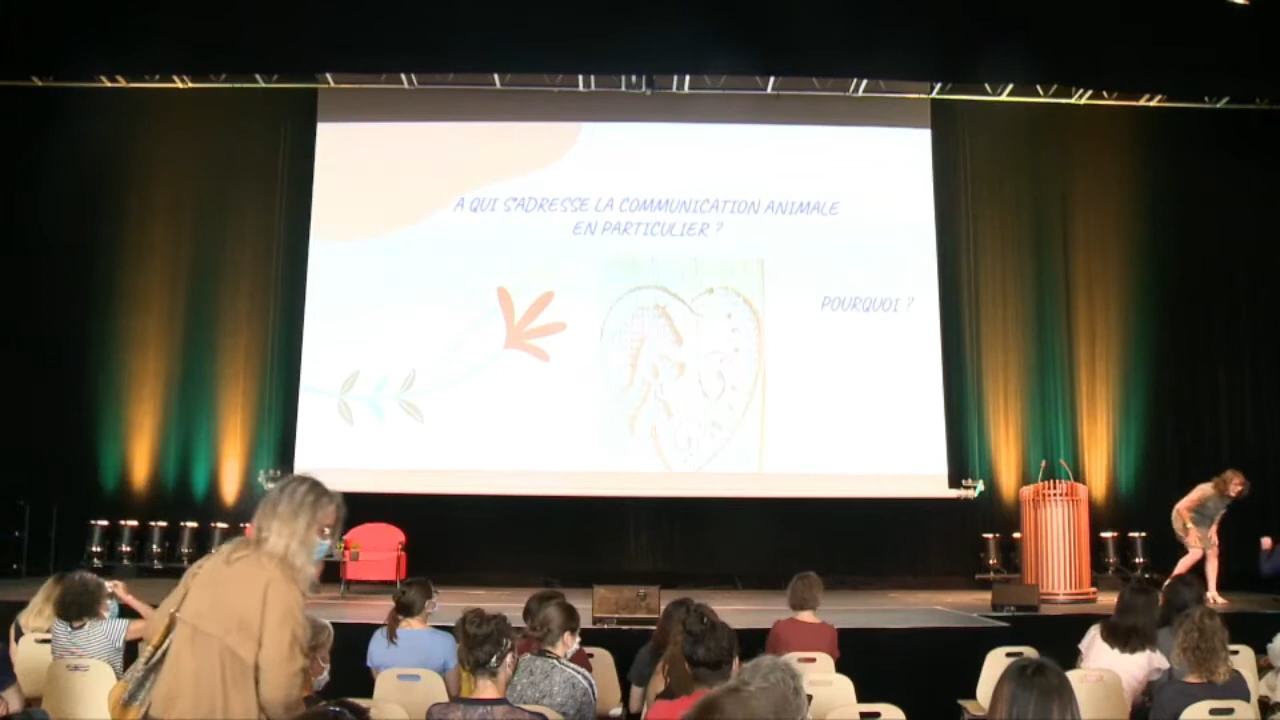 A QUI S'ADRESSE LA COMMUNICATION ANIMALE
EN PARTICULIER ?
POURQUOI ?